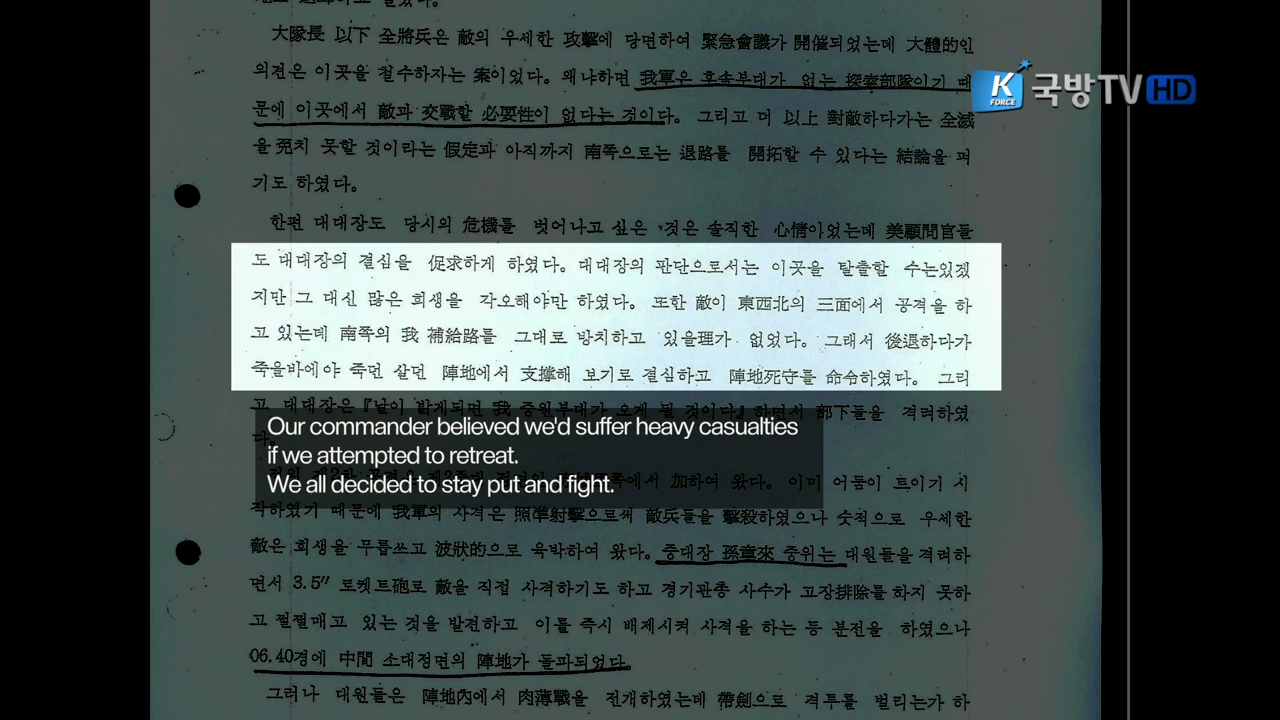 大隊長 以下 全將兵은 敵의 우세한 攻擊에 당면하여 緊急會議가 開催되었는데 大體的인
의견은 이곳을 철수하자는 案이었다. 왜냐하면 我軍은 후속부대가 없는 探索部隊이기 때
문에 이곳에서 敵과 交戰할 必要性이 없다는 것이다. 그리고 더 以上 對敵하다가는 全滅
을 免치 못할 것이라는 假定과 아직까지 南쪽으로는 退路를 開拓할 수 있다는 結論을 펴
기도 하였다.
한편 대대장도 당시의 危機를 벗어나고 싶은 것은 솔직한 心情이었는데 美顧問官들
도 대대장의 결심을 促求하게 하였다. 대대장의 판단으로서는 이곳을 탈출할 수는있겠
지만 그 대신 많은 희생을 각오해야만 하였다. 또한 敵이 東西北의 三面에서 공격을 하
고 있는데 南쪽의 我 補給路를 그대로 방치하고 있을理가 없었다. 그래서 後退하다가
죽을바에야 죽던 살던 陣地에서 支撐해 보기로 결심하고 陣地死守를 命令하였다. 그리
고 대대장은 『날이 밝게되면 我 증원부대가 오게 될 것이다』하면서 部下들을 격려하였
다.
Our commander believed we'd suffer heavy casualties
if we attempted to retreat.
We all decided to stay put and fight.
에서 加하여 왔다. 이미 어둠이 트이기 시
작하였기 때문에 我軍의 사격은 照準射擊으로써 敵兵들을 擊殺하였으나 숫적으로 우세한
敵은 희생을 무릅쓰고 波狀的으로 육박하여 왔다. 중대장 孫章來 중위는 대원들을 격려하
면서 3.5″ 로켓트砲로 敵을 직접 사격하기도 하고 경기관총 사수가 고장排除를 하지 못하
고 쩔쩔매고 있는 것을 발견하고 이를 즉시 배제시켜 사격을 하는 등 분전을 하였으나
06.40경에 中間 소대정면의 陣地가 돌파되었다.
그러나 대원들은 陣地內에서 肉薄戰을 전개하였는데 帶劍으로 격투를 벌리는가 하
K FORCE 국방TV HD